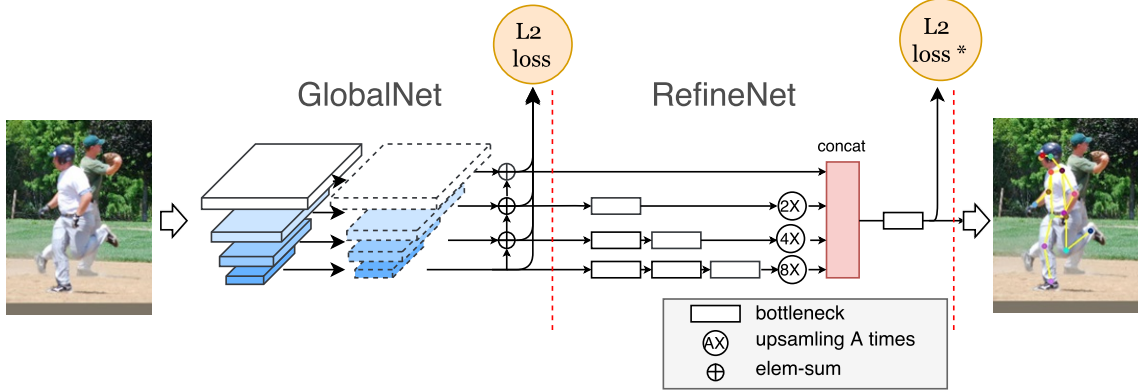 L2
loss
L2
loss *
GlobalNet
RefineNet
concat
2X
4X
8X
bottleneck
AX
upsamling A times
elem-sum